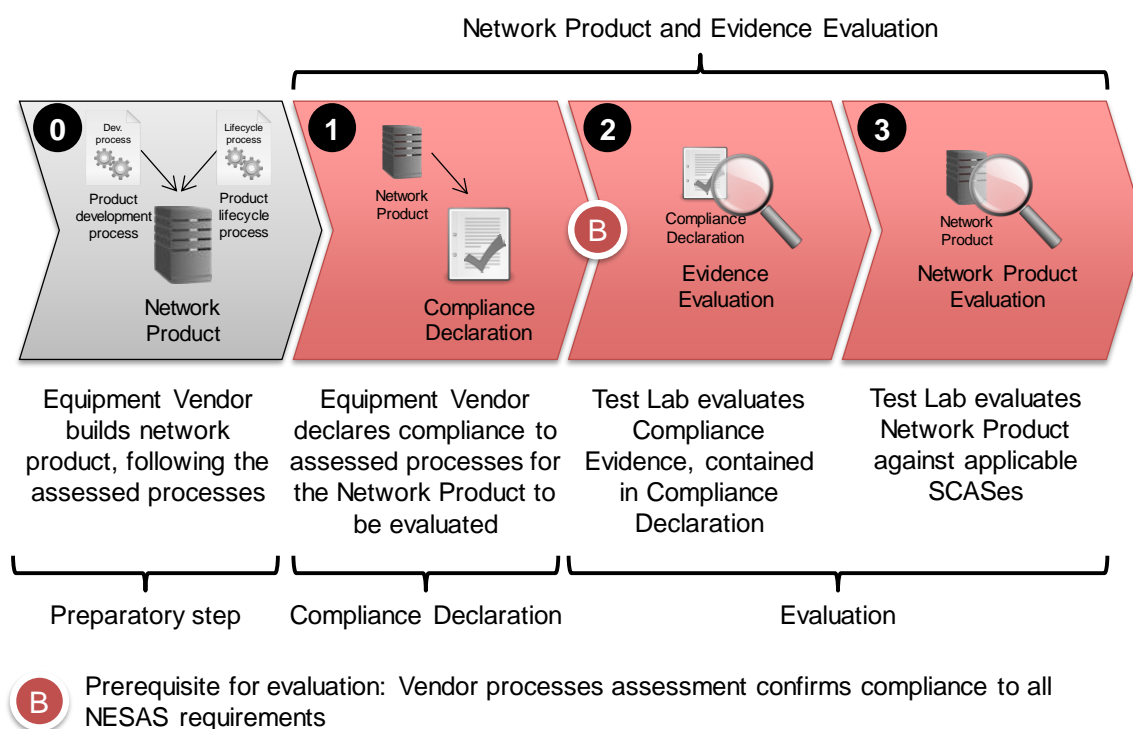 Network Product and Evidence Evaluation
0
Dev.
process
Lifecycle
process
Product
development
process
Product
lifecycle
process
Network
Product
1
Network
Product
Compliance
Declaration
B
2
Compliance
Declaration
Evidence
Evaluation
3
Network
Product
Network Product
Evaluation
Equipment Vendor
builds network
product, following the
assessed processes
Equipment Vendor
declares compliance to
assessed processes for
the Network Product to
be evaluated
Test Lab evaluates
Compliance
Evidence, contained
in Compliance
Declaration
Test Lab evaluates
Network Product
against applicable
SCASes
Preparatory step
Compliance Declaration
Evaluation
B
Prerequisite for evaluation: Vendor processes assessment confirms compliance to all
NESAS requirements